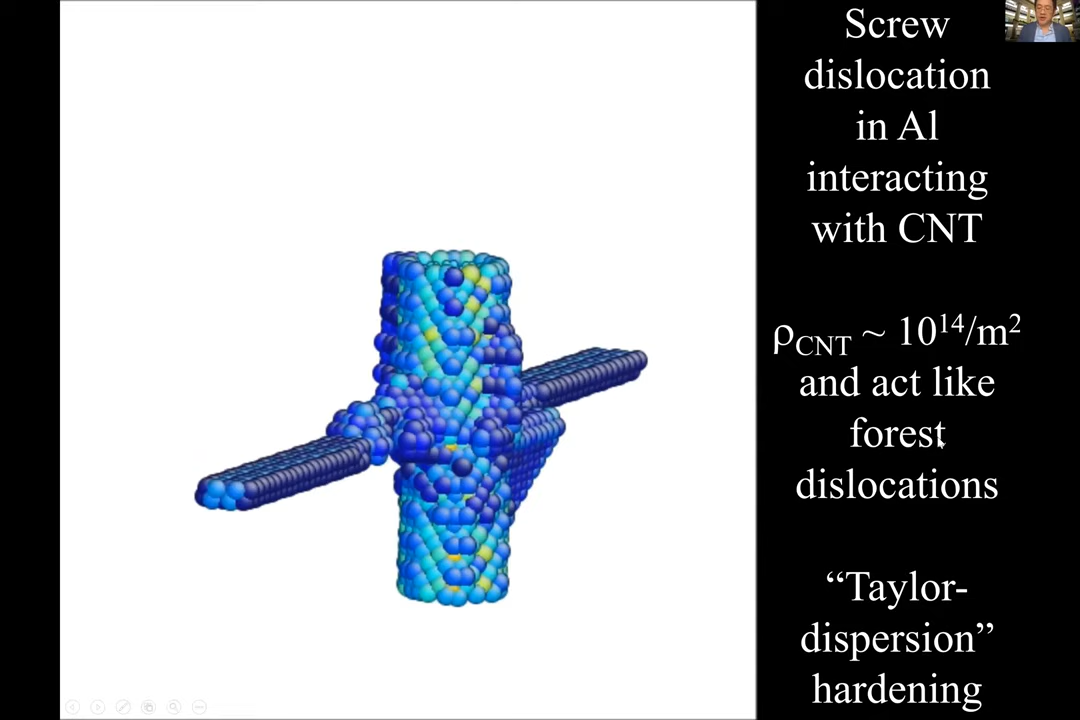 Screw
dislocation
in Al
interacting
with CNT
ρCNT ~ 10¹⁴/m²
and act like
forest
dislocations
“Taylor-
dispersion”
hardening